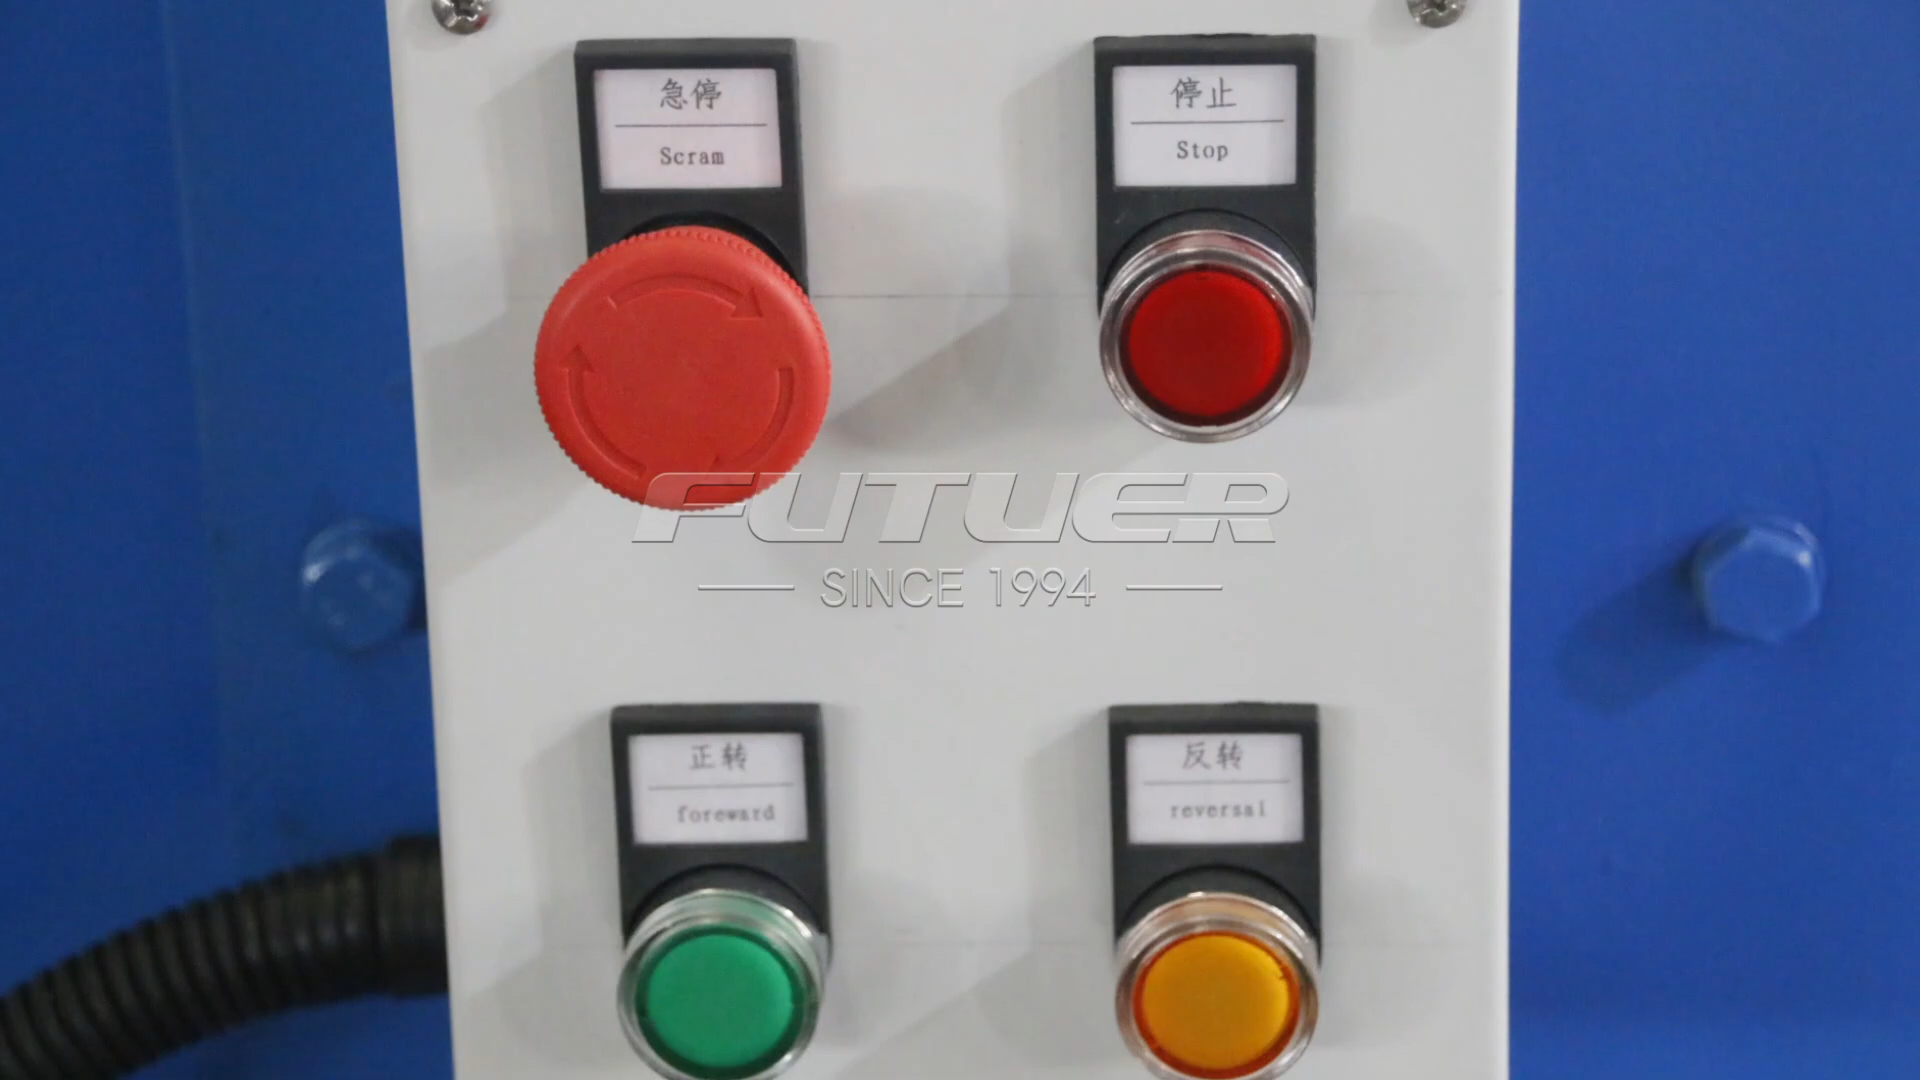 急停
Scram
停止
Stop
FUTUER
SINCE 1994
正转
foreward
反转
reversal